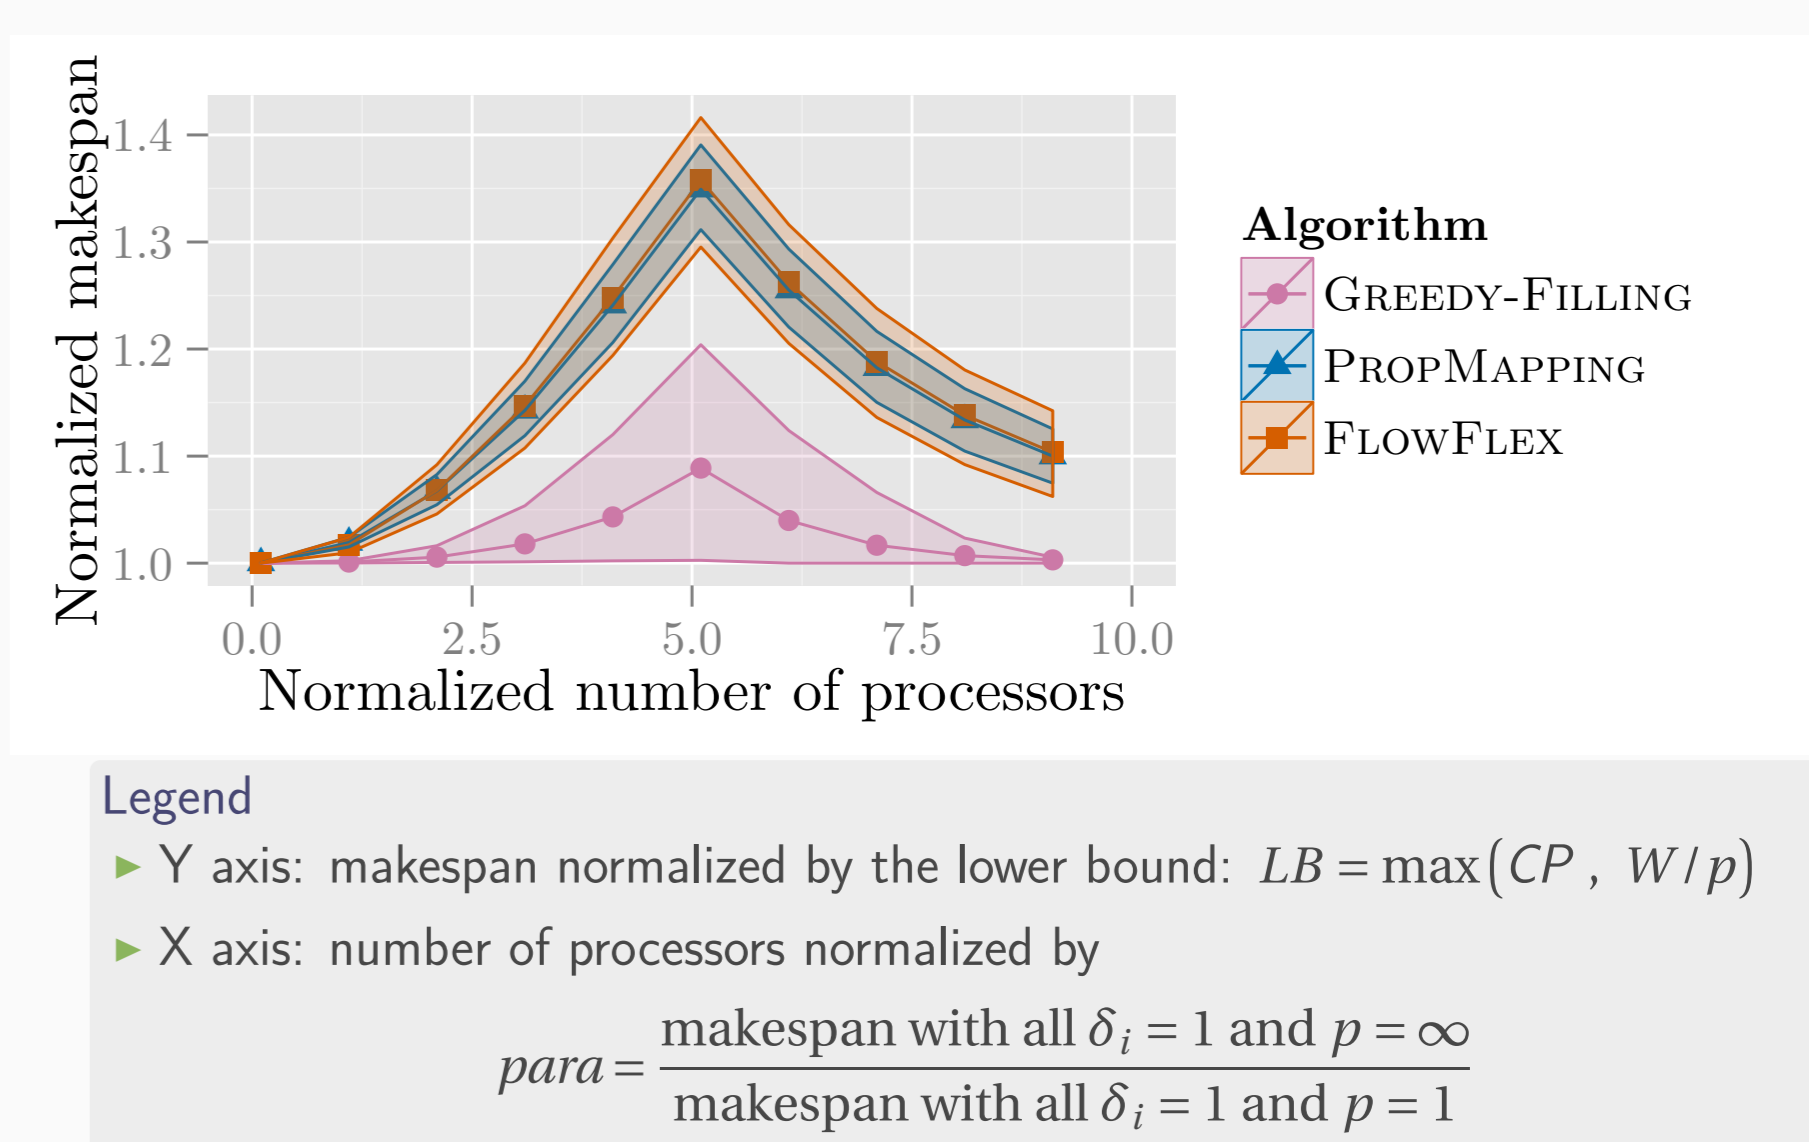 Normalized makespan
1.4
1.3
1.2
1.1
1.0
0.0 2.5 5.0 7.5 10.0
Normalized number of processors
Algorithm
GREEDY-FILLING
PROPMAPPING
FLOWFLEX
Legend
▶ Y axis: makespan normalized by the lower bound: LB = max(CP , W/p)
▶ X axis: number of processors normalized by
para = makespan with all δ_i = 1 and p = ∞
makespan with all δ_i = 1 and p = 1